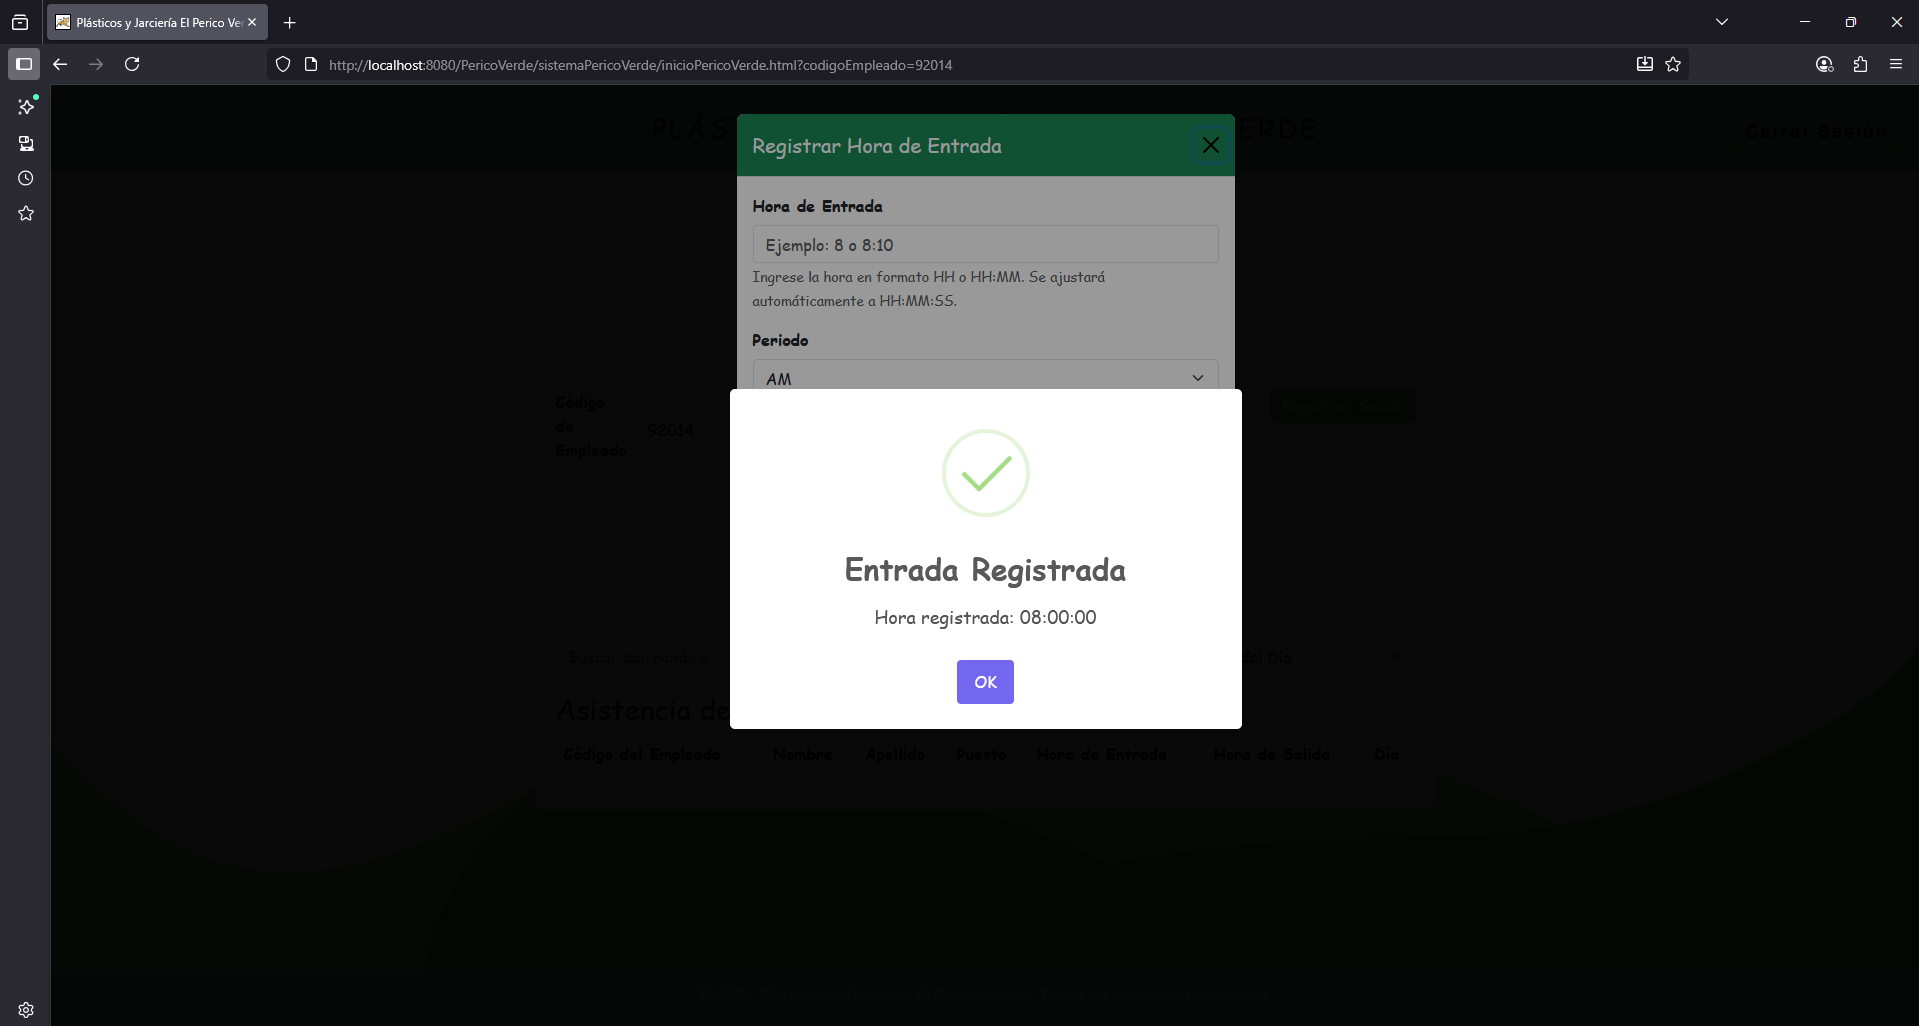 Plásticos y Jarciería El Perico Ve
http://localhost:8080/PericoVerde/sistemaPericoVerde/inicioPericoVerde.html?codigoEmpleado=92014
PLÁS ERDE
Cerrar Sesión
Registrar Hora de Entrada
Hora de Entrada
Ejemplo: 8 o 8:10
Ingrese la hora en formato HH o HH:MM. Se ajustará
automáticamente a HH:MM:SS.
Periodo
AM
Código
de
Empleado
92014
Registrar Salida
Entrada Registrada
Hora registrada: 08:00:00
OK
Buscar por nombre
del Día
Asistencia de
Código del Empleado Nombre Apellido Puesto Hora de Entrada Hora de Salida Día
© 2024 Plásticos y Jarciería El Perico Verde. Todos los derechos reservados.